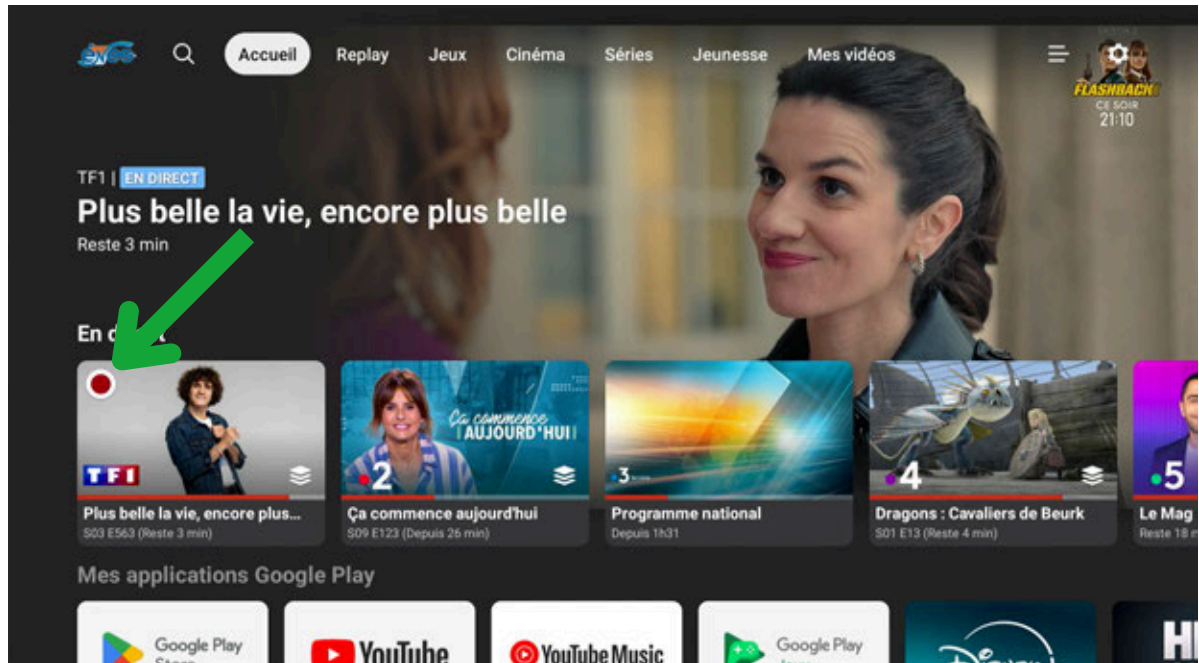 Accueil
Replay
Jeux
Cinéma
Séries
Jeunesse
Mes vidéos
FLASHBACK
CE SOIR
21:10
TF1 | EN DIRECT
Plus belle la vie, encore plus belle
Reste 3 min
TF1
Ça commence
AUJOURD'HUI
2
3
4
5
Plus belle la vie, encore plus...
S03 E563 (Reste 3 min)
Ça commence aujourd'hui
S09 E123 (Depuis 26 min)
Programme national
Depuis 1h31
Dragons : Cavaliers de Beurk
S01 E13 (Reste 4 min)
Le Mag
Reste 18
Mes applications Google Play
Google Play
YouTube
YouTube Music
Google Play